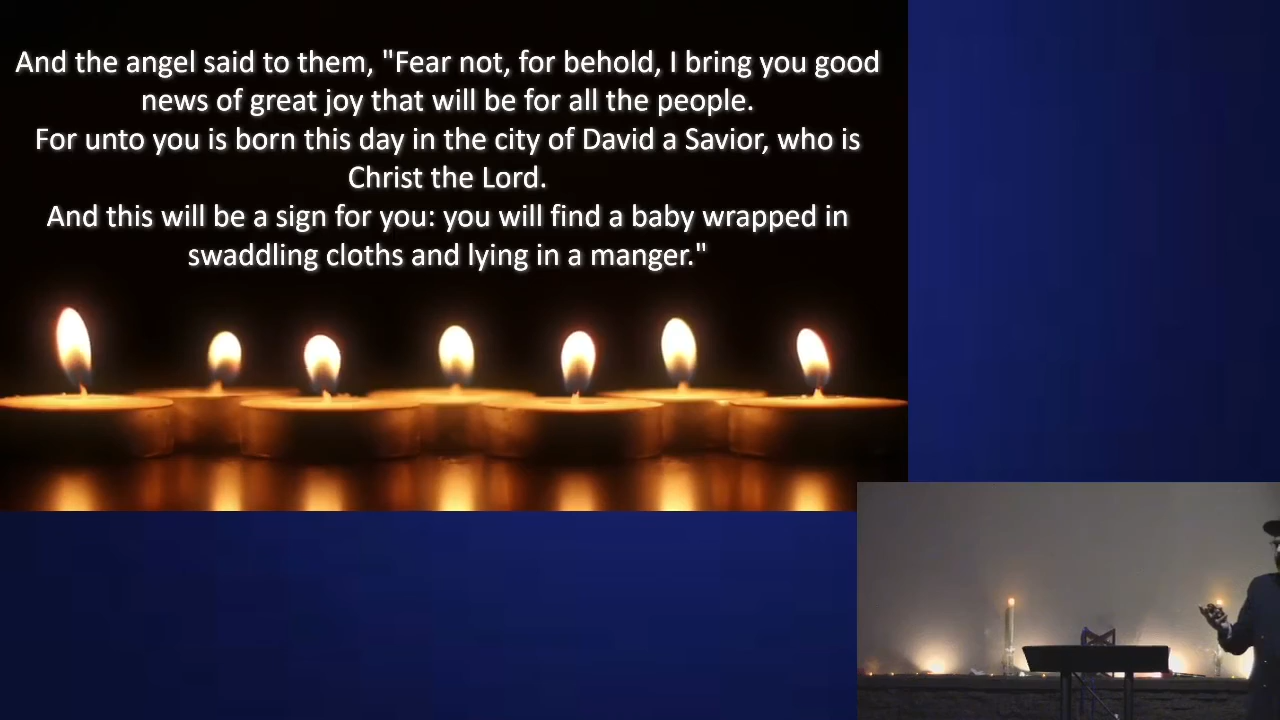 And the angel said to them, "Fear not, for behold, I bring you good
news of great joy that will be for all the people.
For unto you is born this day in the city of David a Savior, who is
Christ the Lord.
And this will be a sign for you: you will find a baby wrapped in
swaddling cloths and lying in a manger."